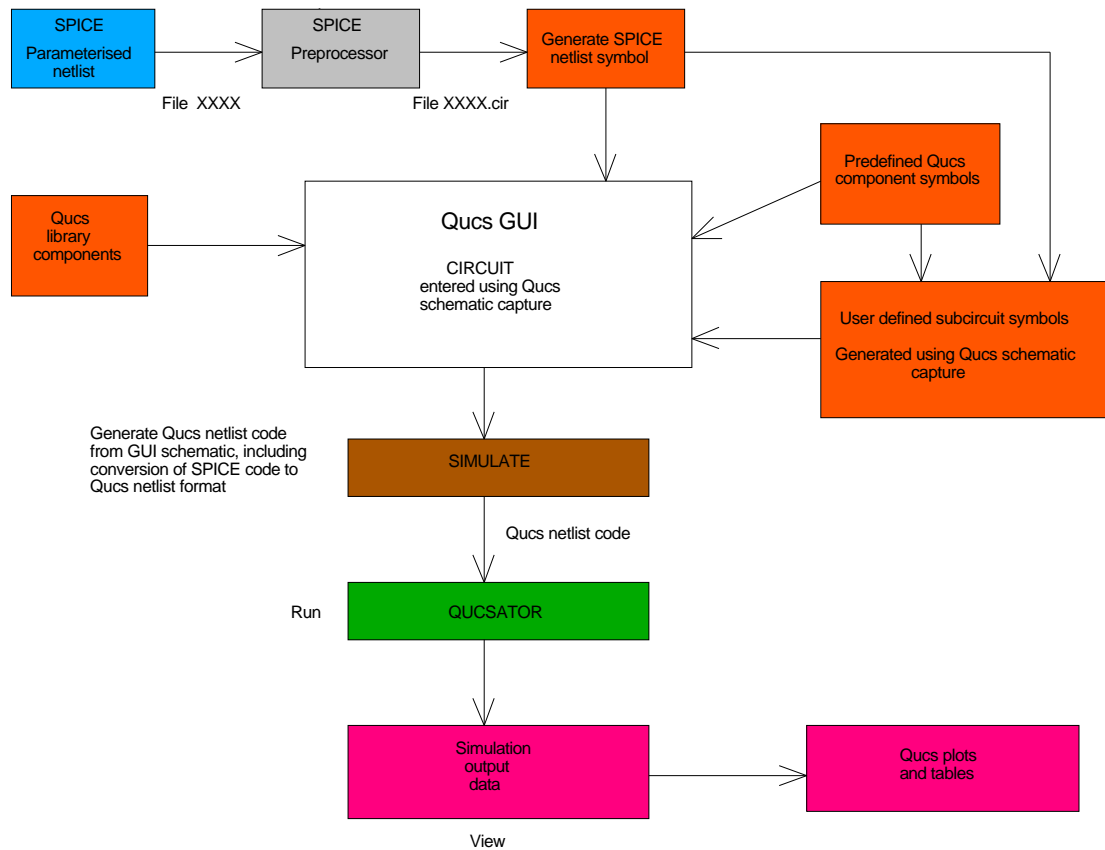 SPICE
Parameterised
netlist
SPICE
Preprocessor
Generate SPICE
netlist symbol
File XXXX
File XXXX.cir
Predefined Qucs
component symbols
Qucs
library
components
Qucs GUI
CIRCUIT
entered using Qucs
schematic capture
User defined subcircuit symbols
Generated using Qucs schematic
capture
Generate Qucs netlist code
from GUI schematic, including
conversion of SPICE code to
Qucs netlist format
SIMULATE
Qucs netlist code
Run
QUCSATOR
Simulation
output
data
Qucs plots
and tables
View